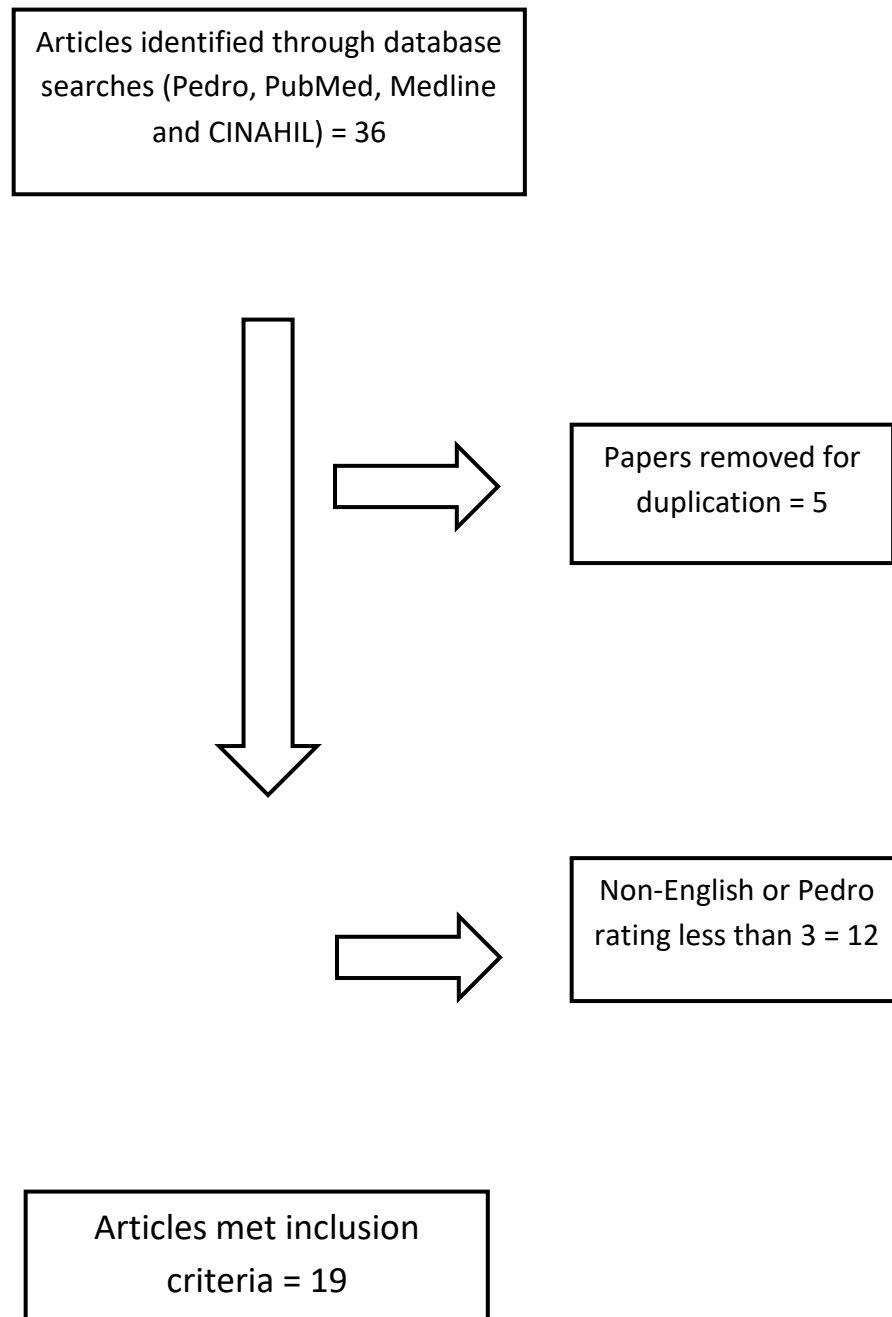 Articles identified through database
searches (Pedro, PubMed, Medline
and CINAHIL) = 36
Papers removed for
duplication = 5
Non-English or Pedro
rating less than 3 = 12
Articles met inclusion
criteria = 19